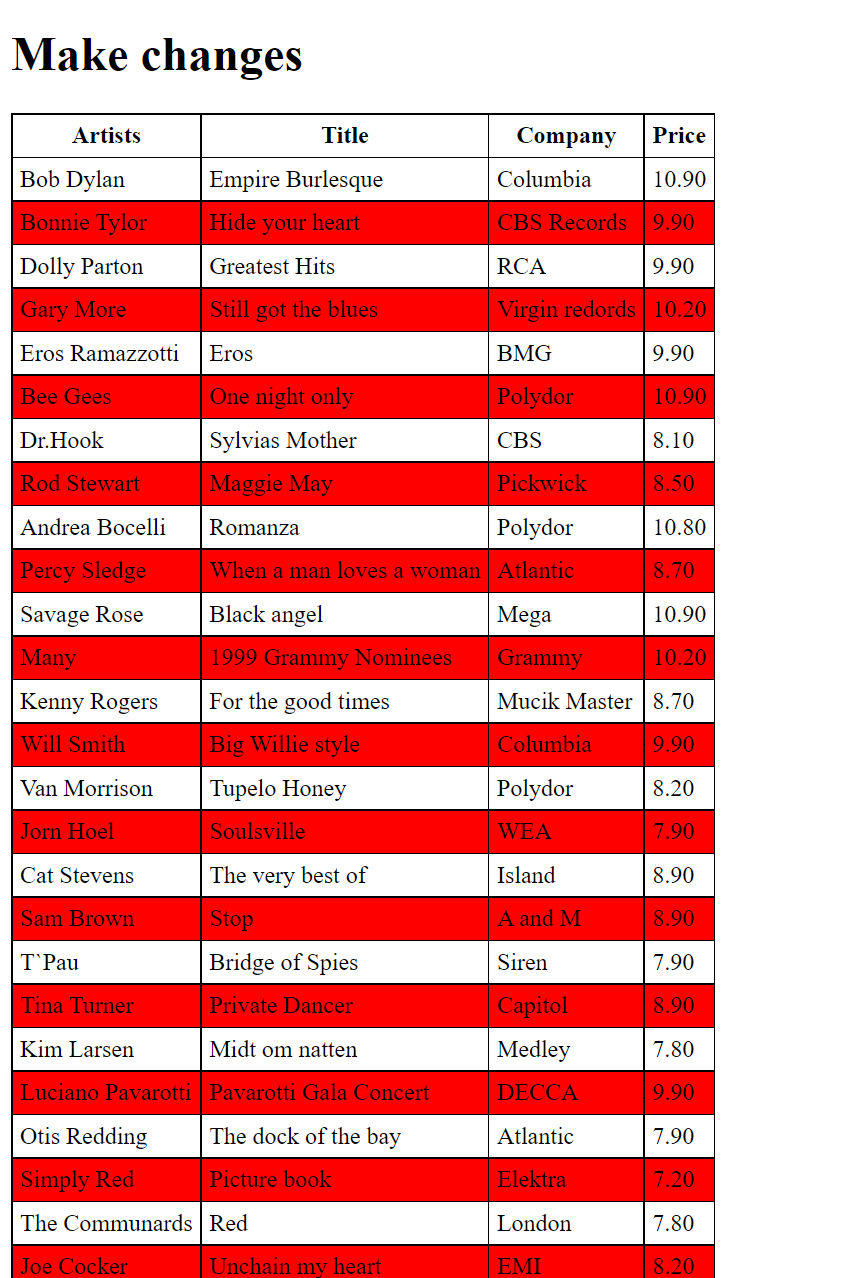 Make changes
Artists Title Company Price
Bob Dylan Empire Burlesque Columbia 10.90
Bonnie Tylor Hide your heart CBS Records 9.90
Dolly Parton Greatest Hits RCA 9.90
Gary More Still got the blues Virgin redords 10.20
Eros Ramazzotti Eros BMG 9.90
Bee Gees One night only Polydor 10.90
Dr.Hook Sylvias Mother CBS 8.10
Rod Stewart Maggie May Pickwick 8.50
Andrea Bocelli Romanza Polydor 10.80
Percy Sledge When a man loves a woman Atlantic 8.70
Savage Rose Black angel Mega 10.90
Many 1999 Grammy Nominees Grammy 10.20
Kenny Rogers For the good times Mucik Master 8.70
Will Smith Big Willie style Columbia 9.90
Van Morrison Tupelo Honey Polydor 8.20
Jorn Hoel Soulsville WEA 7.90
Cat Stevens The very best of Island 8.90
Sam Brown Stop A and M 8.90
T`Pau Bridge of Spies Siren 7.90
Tina Turner Private Dancer Capitol 8.90
Kim Larsen Midt om natten Medley 7.80
Luciano Pavarotti Pavarotti Gala Concert DECCA 9.90
Otis Redding The dock of the bay Atlantic 7.90
Simply Red Picture book Elektra 7.20
The Communards Red London 7.80
Joe Cocker Unchain my heart EMI 8.20